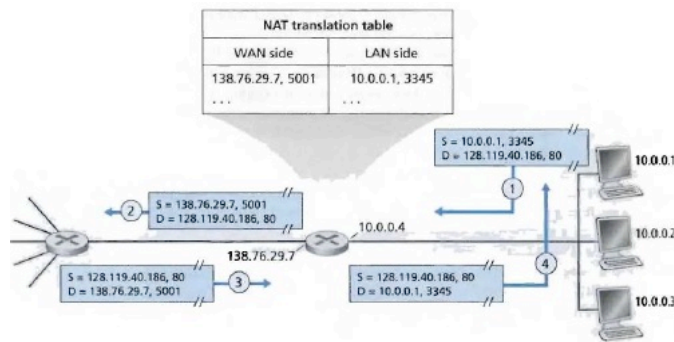 NAT translation table
WAN side LAN side
138.76.29.7, 5001 10.0.0.1, 3345
... ...
S = 10.0.0.1, 3345
D = 128.119.40.186, 80
1
10.0.0.1
S = 138.76.29.7, 5001
D = 128.119.40.186, 80
2
10.0.0.4
10.0.0.2
138.76.29.7
S = 128.119.40.186, 80
D = 138.76.29.7, 5001
3
S = 128.119.40.186, 80
D = 10.0.0.1, 3345
4
10.0.0.3